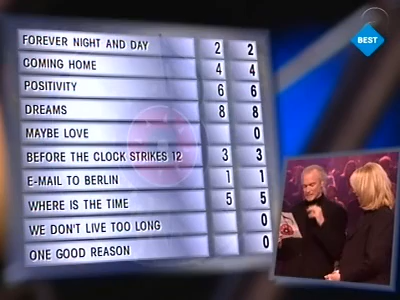 BEST
FOREVER NIGHT AND DAY 2 2
COMING HOME 4 4
POSITIVITY 6 6
DREAMS 8 8
MAYBE LOVE 0
BEFORE THE CLOCK STRIKES 12 3 3
E-MAIL TO BERLIN 1 1
WHERE IS THE TIME 5 5
WE DON'T LIVE TOO LONG 0
ONE GOOD REASON 0